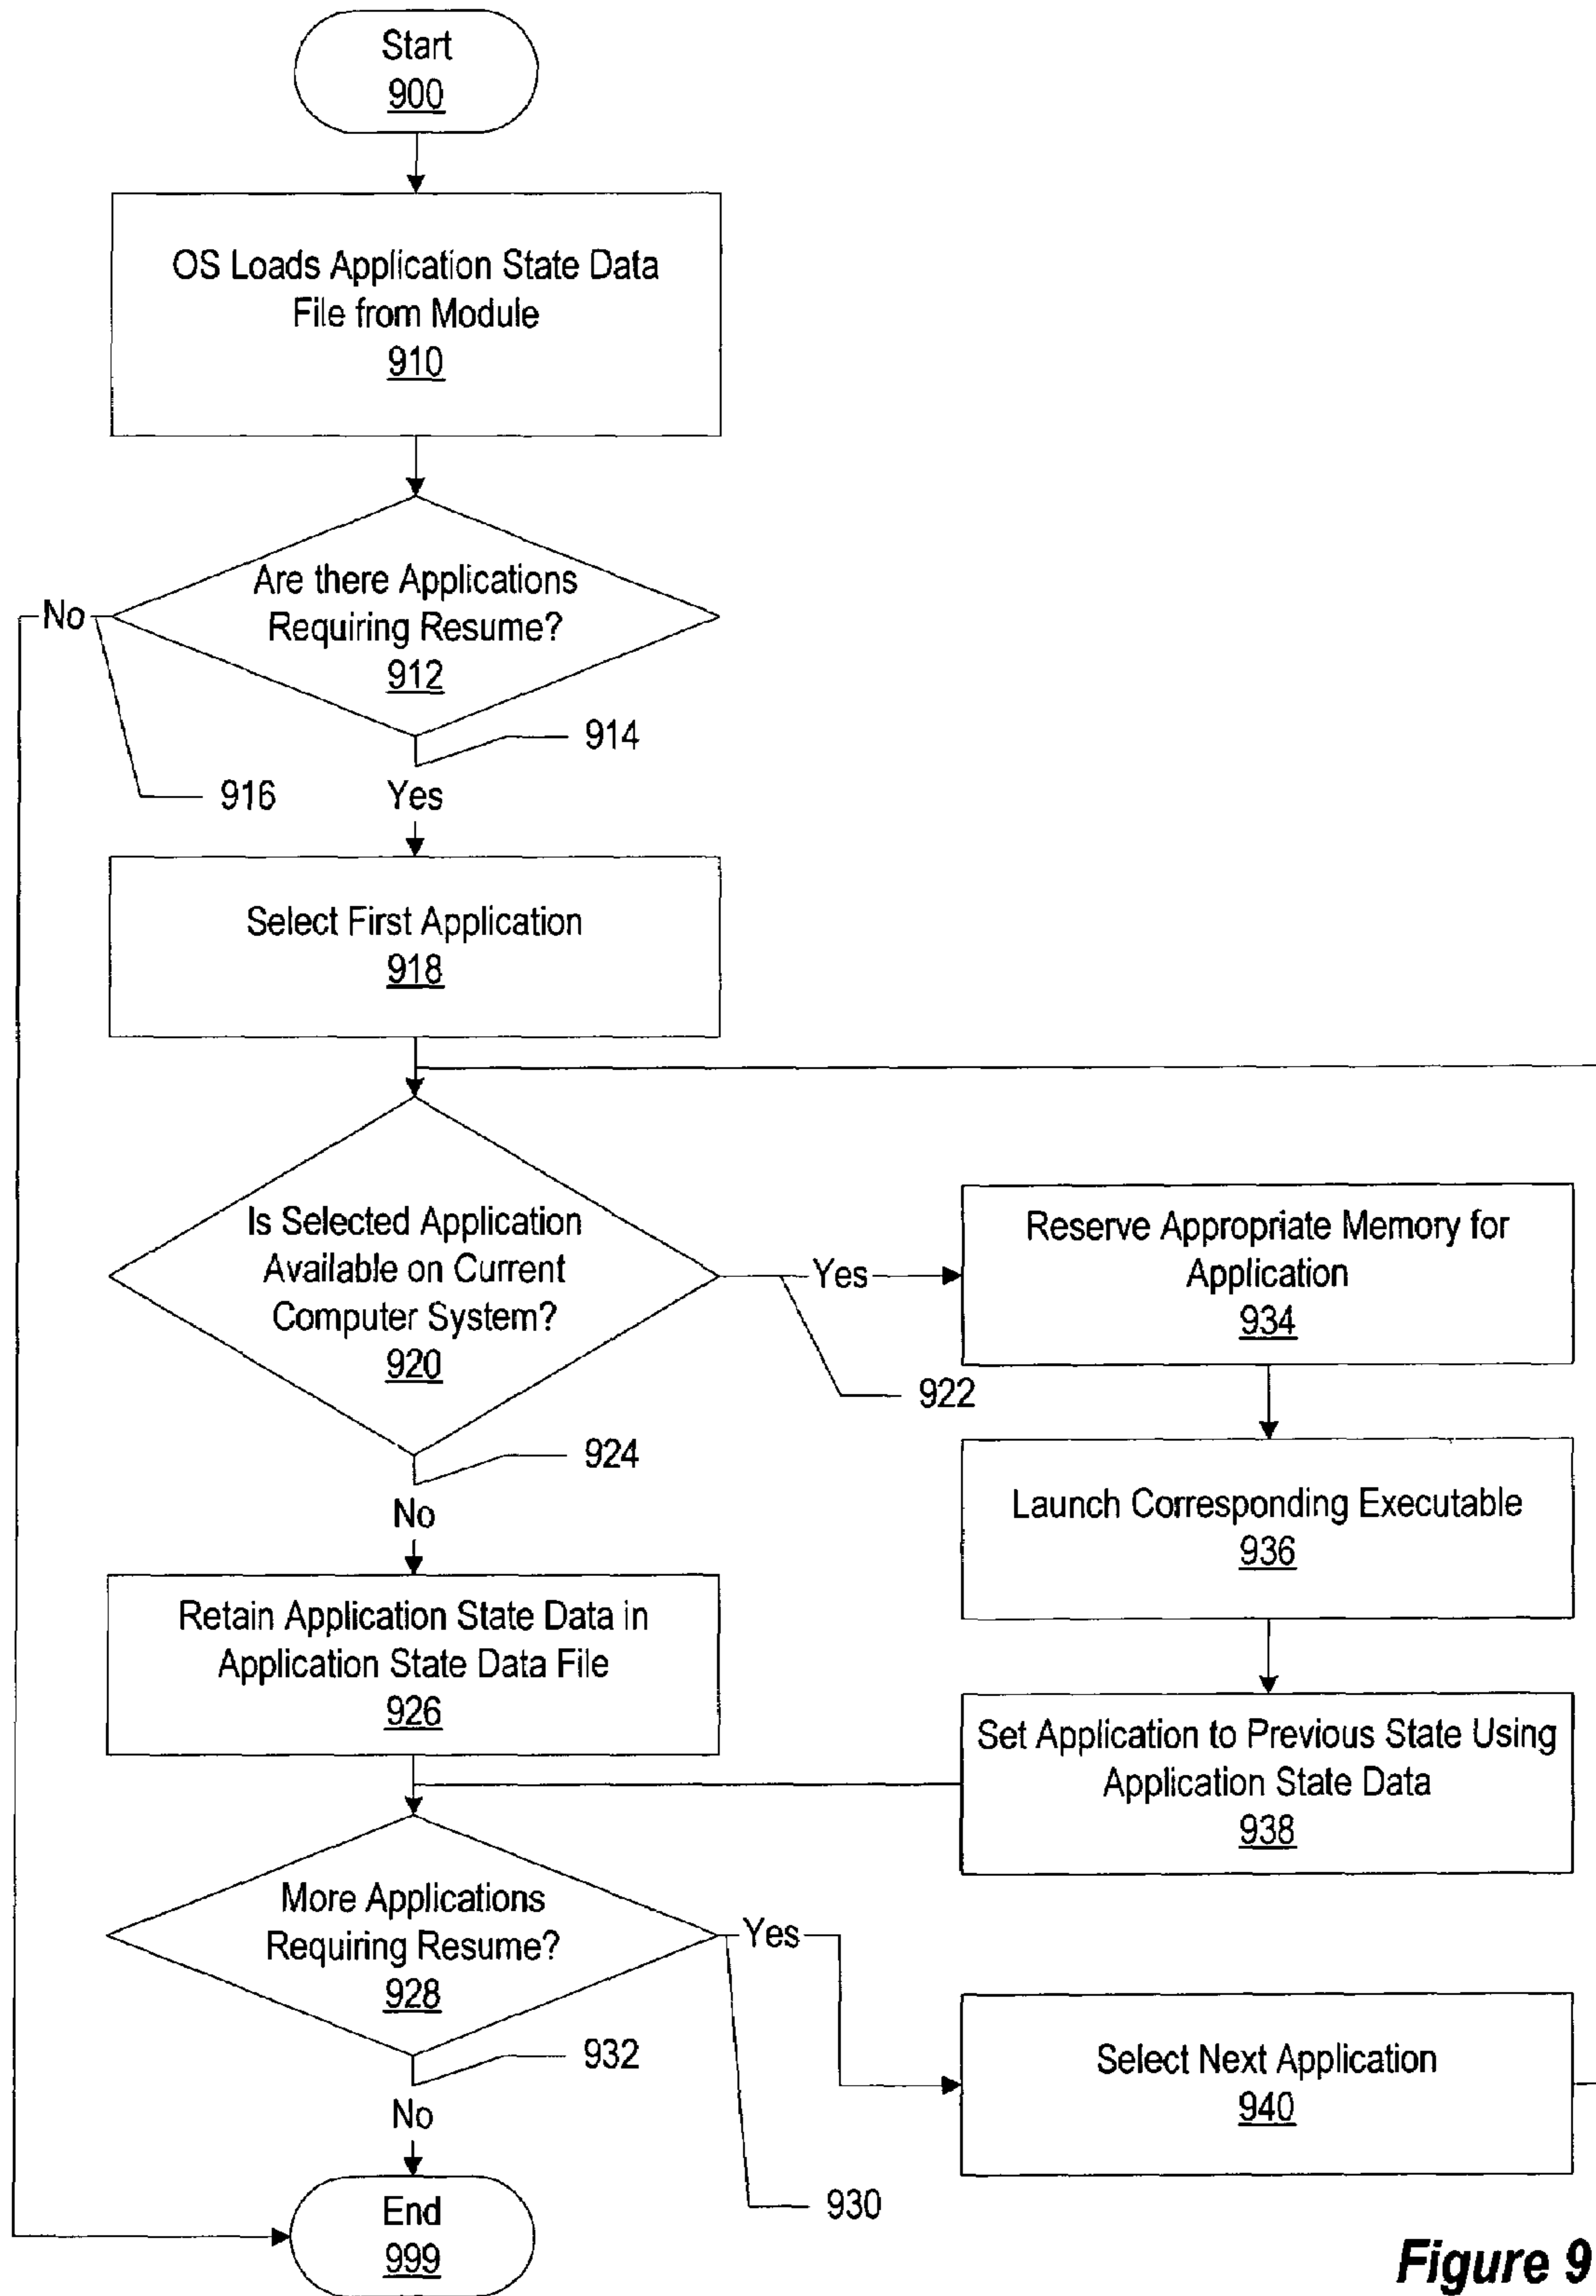 Start
900
OS Loads Application State Data
File from Module
910
Are there Applications
Requiring Resume?
912
No
914
916
Yes
Select First Application
918
Is Selected Application
Available on Current
Computer System?
920
Yes
922
Reserve Appropriate Memory for
Application
934
924
No
Launch Corresponding Executable
936
Retain Application State Data in
Application State Data File
926
Set Application to Previous State Using
Application State Data
938
More Applications
Requiring Resume?
928
Yes
932
No
930
Select Next Application
940
End
999
Figure 9